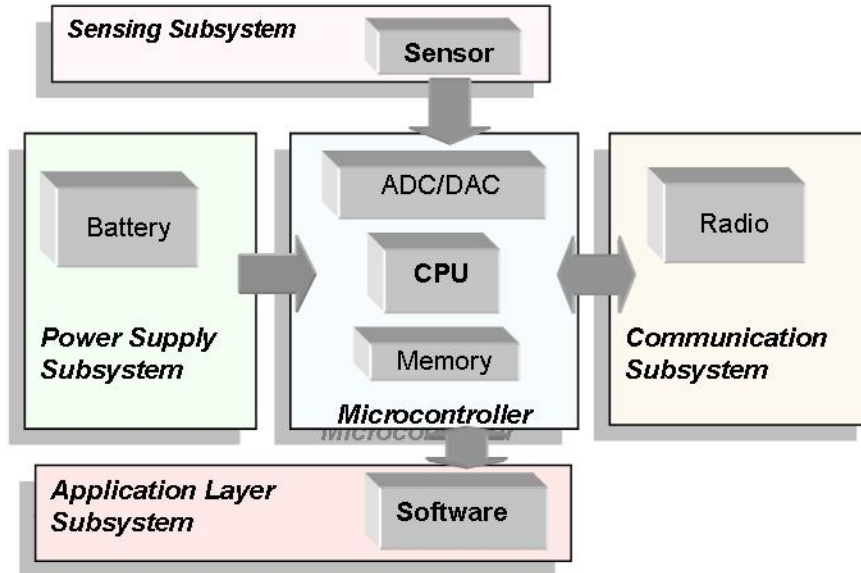 Sensing Subsystem
Sensor
ADC/DAC
Battery
Radio
CPU
Power Supply
Subsystem
Communication
Subsystem
Memory
Microcontroller
Application Layer
Subsystem
Software